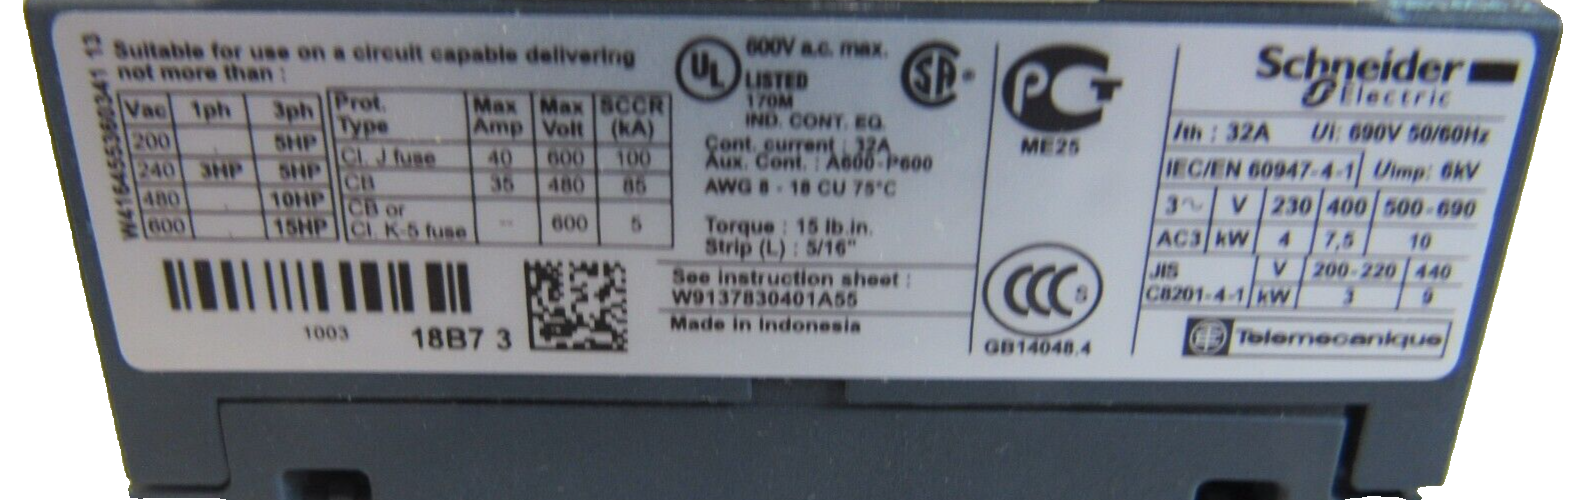 W4164553660341 13
Suitable for use on a circuit capable delivering
not more than :
Vac 1ph 3ph
200 . 5HP
240 3HP 5HP
480 . 10HP
600 . 15HP
Prot. Type Max Amp Max Volt SCCR (kA)
Cl. J fuse 40 600 100
CB 35 480 85
CB or
Cl. K-5 fuse -- 600 5
1003
18B7 3
UL
600V a.c. max.
LISTED
170M
IND. CONT. EQ.
SA ®
Cont. current : 32A
Aux. Cont. : A600-P600
AWG 8 - 18 CU 75°C
Torque : 15 lb.in.
Strip (L) : 5/16"
See instruction sheet :
W9137830401A55
Made in Indonesia
PCT
ME25
CCC S
GB14048.4
Schneider
Electric
Ith : 32A Ui: 690V 50/60Hz
IEC/EN 60947-4-1 Uimp: 6kV
3~ V 230 400 500-690
AC3 kW 4 7,5 10
JIS V 200-220 440
C8201-4-1 kW 3 9
Telemecanique